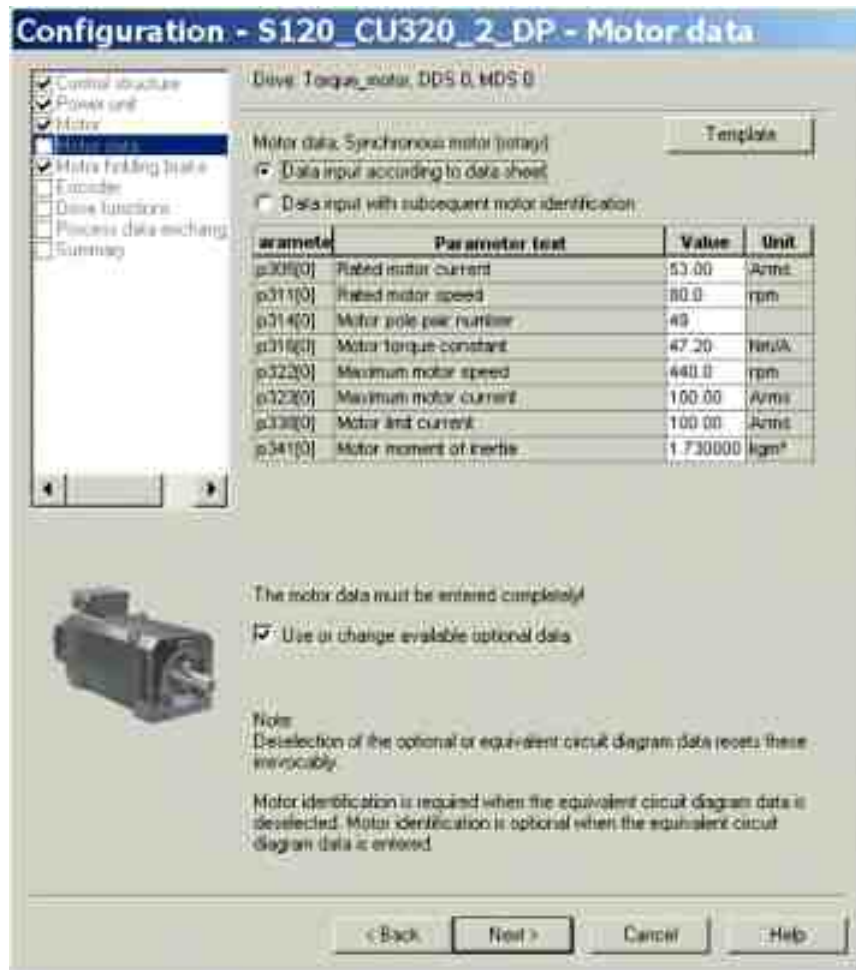 Configuration - S120_CU320_2_DP - Motor data
Control structure
Power unit
Motor
Motor data
Motor holding brake
Encoder
Drive functions
Process data exchang
Summary
Drive: Torque_motor, DDS 0, MDS 0
Template
Motor data, Synchronous motor (rotary)
Data input according to data sheet
Data input with subsequent motor identification
aramete Parameter text Value Unit
p305[0] Rated motor current 53.00 Arms
p311[0] Rated motor speed 80.0 rpm
p314[0] Motor pole pair number 49
p316[0] Motor torque constant 47.20 Nm/A
p322[0] Maximum motor speed 440.0 rpm
p323[0] Maximum motor current 100.00 Arms
p338[0] Motor limit current 100.00 Arms
p341[0] Motor moment of inertia 1.730000 kgm²
The motor data must be entered completely!
Use or change available optional data
Note:
Deselection of the optional or equivalent circuit diagram data resets these
irrevocably.
Motor identification is required when the equivalent circuit diagram data is
deselected. Motor identification is optional when the equivalent circuit
diagram data is entered.
< Back
Next >
Cancel
Help